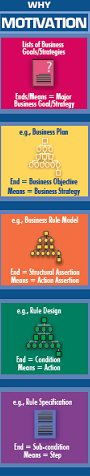 WHY
MOTIVATION
Lists of Business
Goals/Strategies
Ends/Means = Major
Business Goal/Strategy
e.g., Business Plan
End = Business Objective
Means = Business Strategy
e.g., Business Rule Model
End = Structural Assertion
Means = Action Assertion
e.g., Rule Design
End = Condition
Means = Action
e.g., Rule Specification
End = Sub-condition
Means = Step